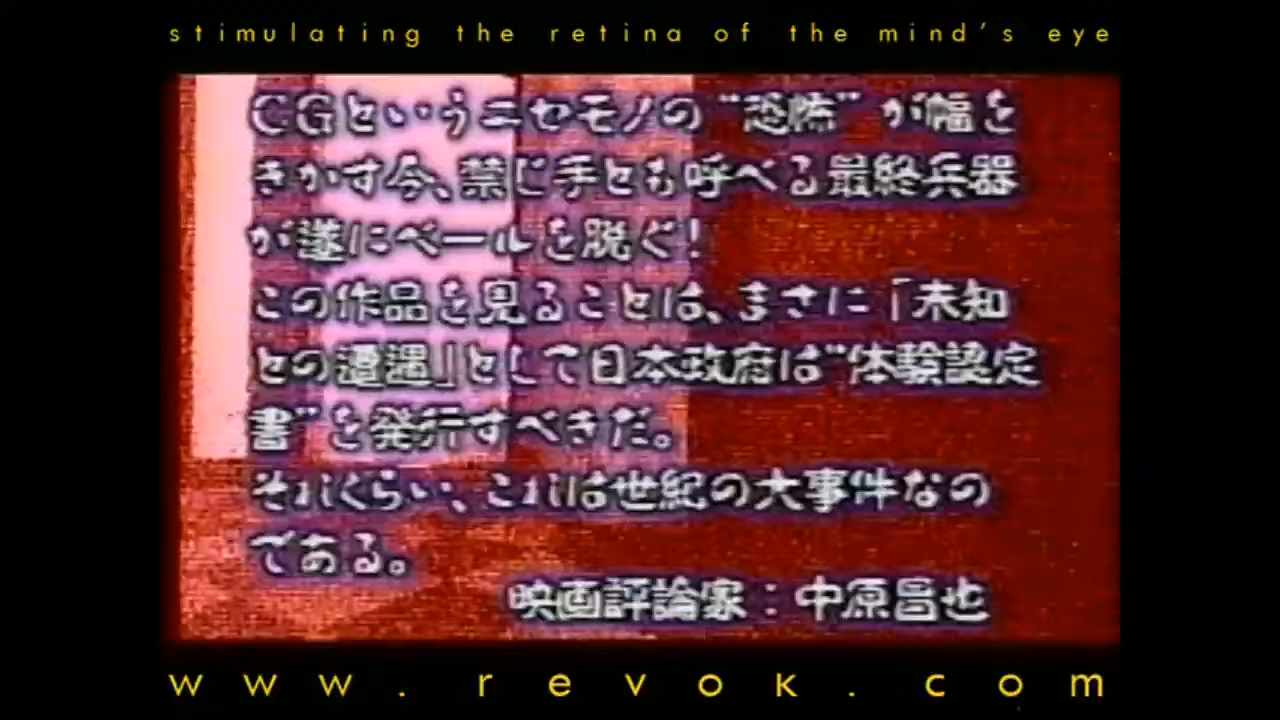 stimulating the retina of the mind's eye
CGというニセモノの“恐怖”が幅を
きかす今、禁じ手とも呼べる最終兵器
が遂にベールを脱ぐ!
この作品を見ることは、まさに「未知
との遭遇」として日本政府は“体験認定
書”を発行すべきだ。
それくらい、これは世紀の大事件なの
である。
映画評論家:中原昌也
www.revok.com